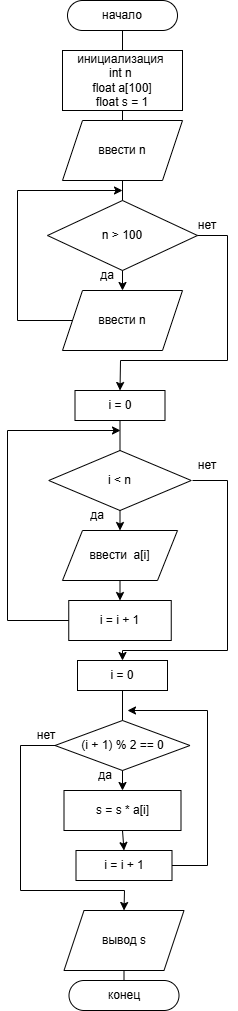 начало
инициализация
int n
float a[100]
float s = 1
ввести n
n > 100
нет
да
ввести n
i = 0
i < n
нет
да
ввести a[i]
i = i + 1
i = 0
(i + 1) % 2 == 0
нет
да
s = s * a[i]
i = i + 1
вывод s
конец